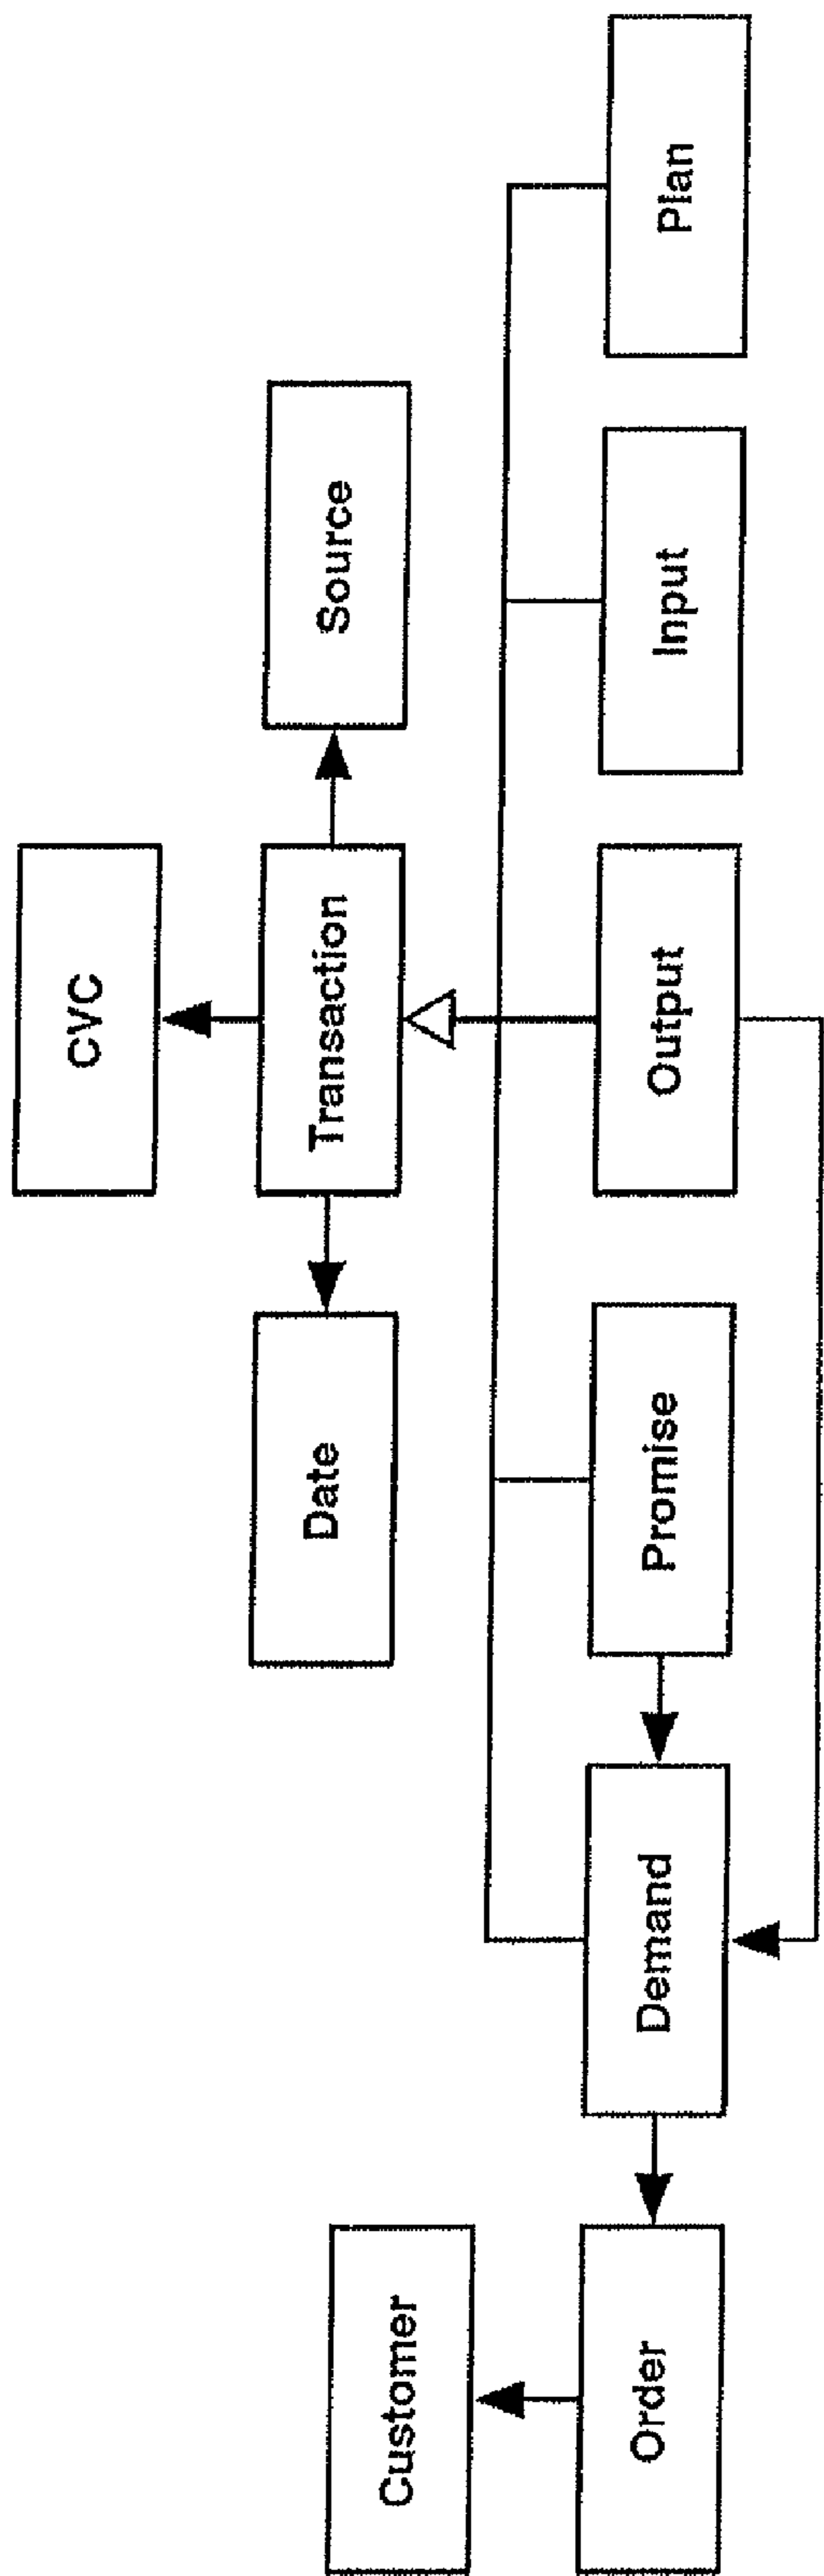 CVC
Date
Transaction
Source
Customer
Order
Demand
Promise
Output
Input
Plan